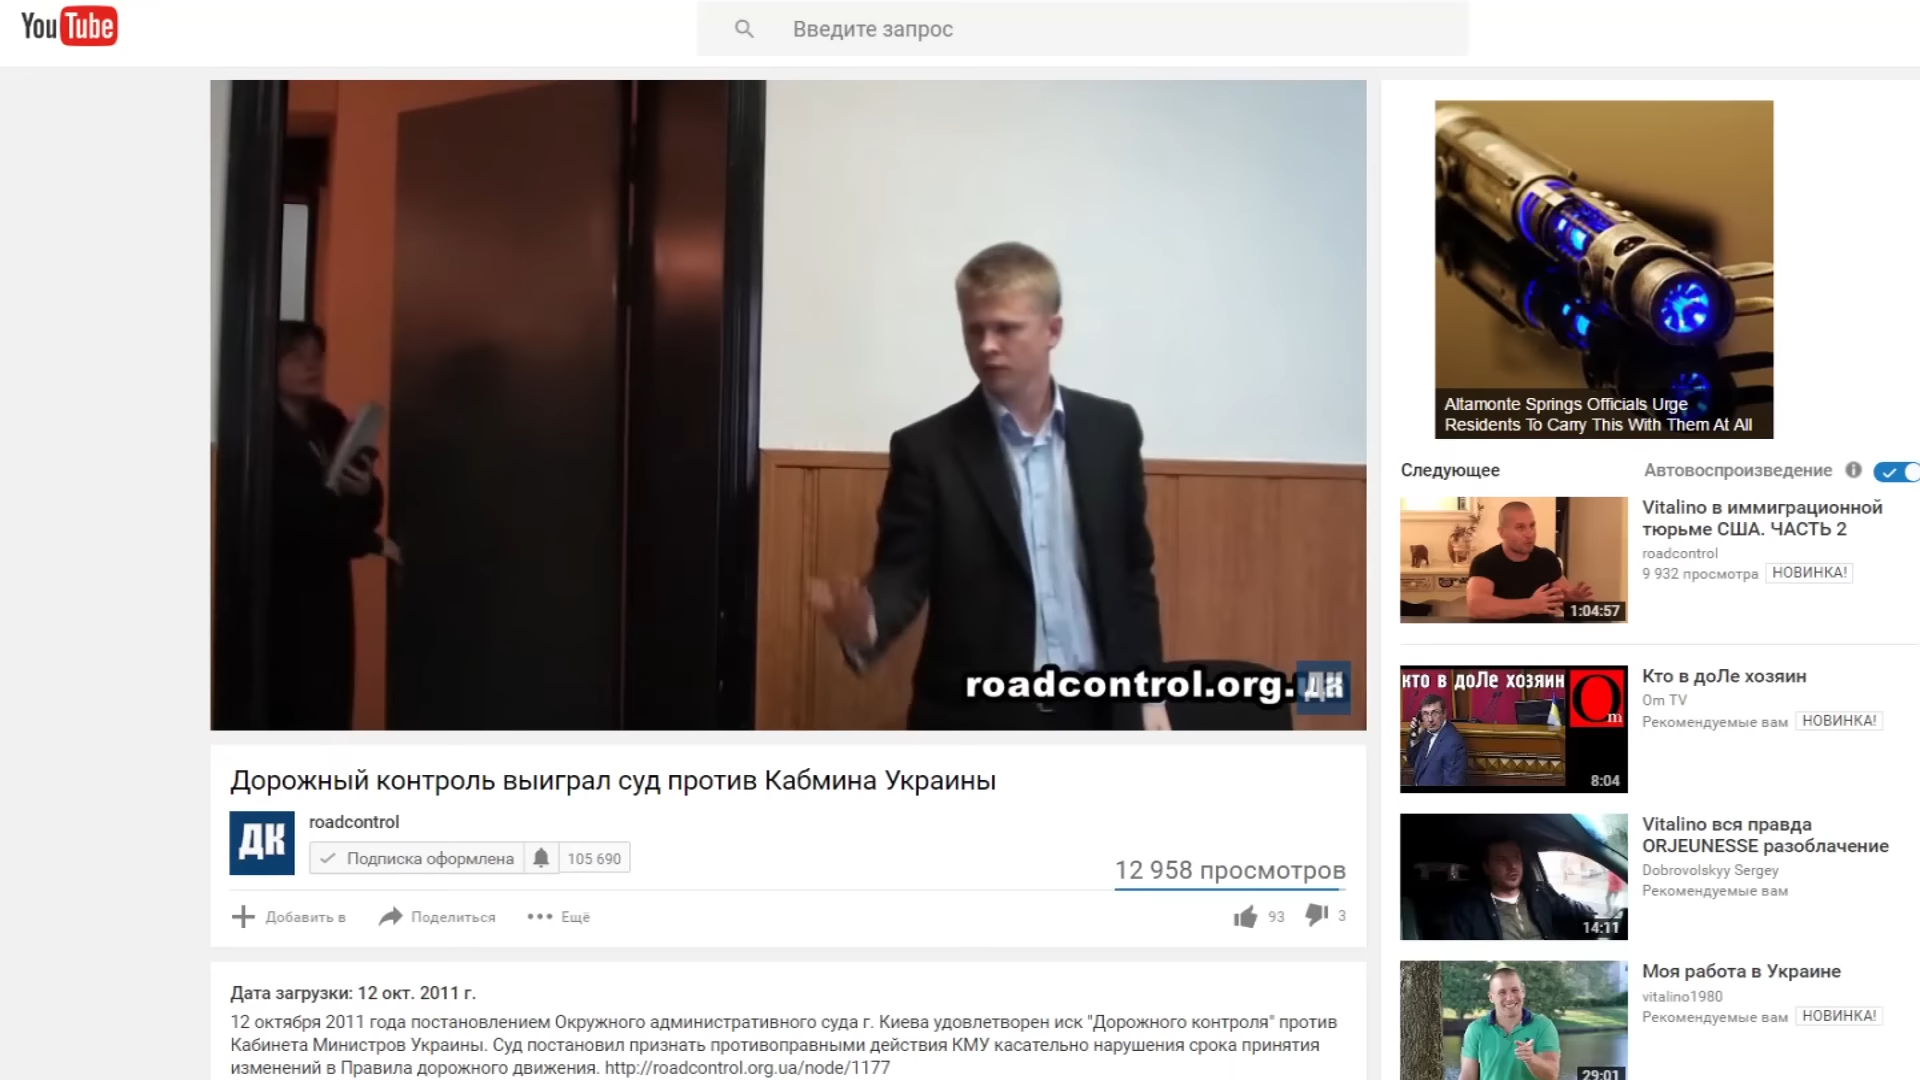 YouTube
Введите запрос
roadcontrol.org. ДК
Дорожный контроль выиграл суд против Кабмина Украины
ДК
roadcontrol
Подписка оформлена
105 690
12 958 просмотров
Добавить в
Поделиться
Ещё
93
3
Дата загрузки: 12 окт. 2011 г.
12 октября 2011 года постановлением Окружного административного суда г. Киева удовлетворен иск "Дорожного контроля" против
Кабинета Министров Украины. Суд постановил признать противоправными действия КМУ касательно нарушения срока принятия
изменений в Правила дорожного движения. http://roadcontrol.org.ua/node/1177
Altamonte Springs Officials Urge
Residents To Carry This With Them At All
Следующее
Автовоспроизведение
1:04:57
Vitalino в иммиграционной
тюрьме США. ЧАСТЬ 2
roadcontrol
9 932 просмотра НОВИНКА!
кто в доЛе хозяин
Om
8:04
Кто в доЛе хозяин
Om TV
Рекомендуемые вам НОВИНКА!
14:11
Vitalino вся правда
ORJEUNESSE разоблачение
Dobrovolskyy Sergey
Рекомендуемые вам
29:01
Моя работа в Украине
vitalino1980
Рекомендуемые вам НОВИНКА!